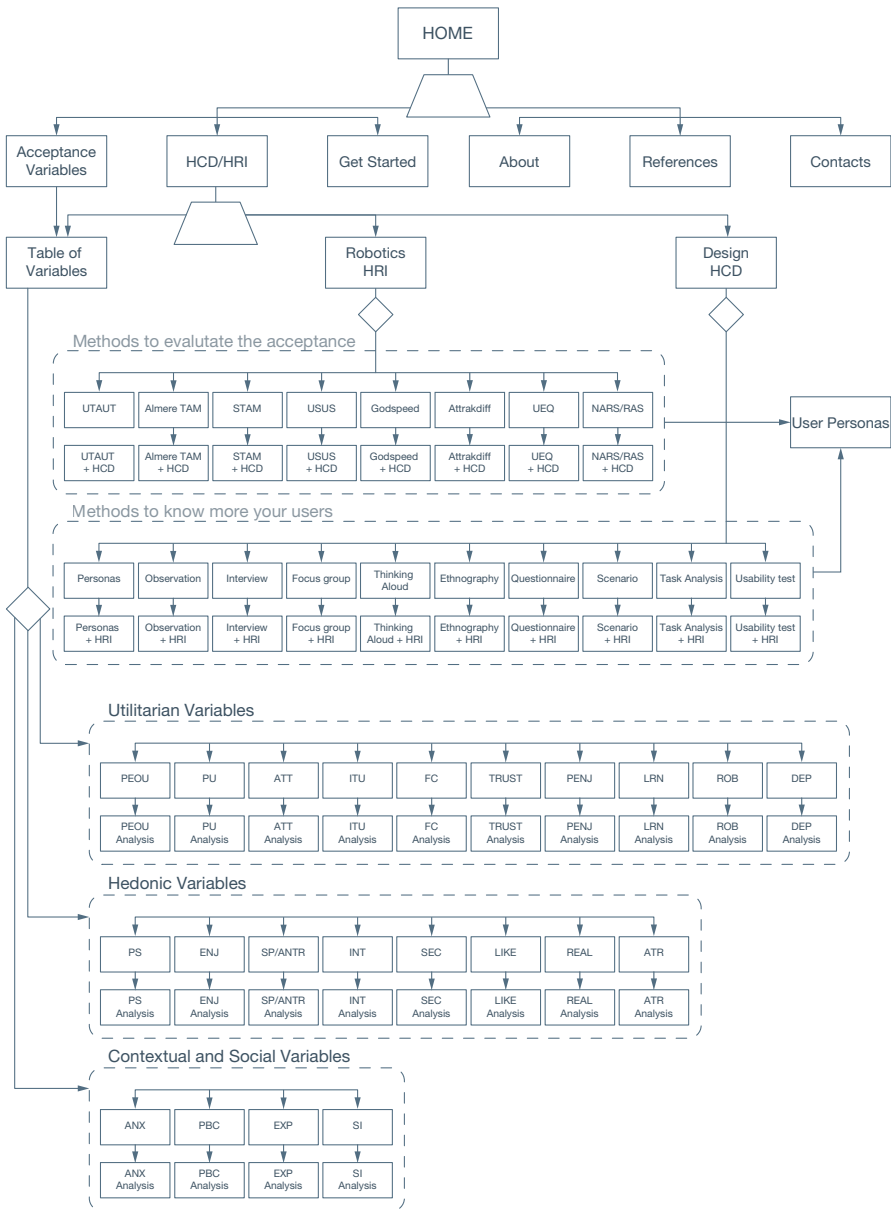 HOME
Acceptance
Variables
HCD/HRI
Get Started
About
References
Contacts
Table of
Variables
Robotics
HRI
Design
HCD
Methods to evalutate the acceptance
UTAUT
Almere TAM
STAM
USUS
Godspeed
Attrakdiff
UEQ
NARS/RAS
User Personas
UTAUT
+ HCD
Almere TAM
+ HCD
STAM
+ HCD
USUS
+ HCD
Godspeed
+ HCD
Attrakdiff
+ HCD
UEQ
+ HCD
NARS/RAS
+ HCD
Methods to know more your users
Personas
Observation
Interview
Focus group
Thinking
Aloud
Ethnography
Questionnaire
Scenario
Task Analysis
Usability test
Personas
+ HRI
Observation
+ HRI
Interview
+ HRI
Focus group
+ HRI
Thinking
Aloud + HRI
Ethnography
+ HRI
Questionnaire
+ HRI
Scenario
+ HRI
Task Analysis
+ HRI
Usability test
+ HRI
Utilitarian Variables
PEOU
PU
ATT
ITU
FC
TRUST
PENJ
LRN
ROB
DEP
PEOU
Analysis
PU
Analysis
ATT
Analysis
ITU
Analysis
FC
Analysis
TRUST
Analysis
PENJ
Analysis
LRN
Analysis
ROB
Analysis
DEP
Analysis
Hedonic Variables
PS
ENJ
SP/ANTR
INT
SEC
LIKE
REAL
ATR
PS
Analysis
ENJ
Analysis
SP/ANTR
Analysis
INT
Analysis
SEC
Analysis
LIKE
Analysis
REAL
Analysis
ATR
Analysis
Contextual and Social Variables
ANX
PBC
EXP
SI
ANX
Analysis
PBC
Analysis
EXP
Analysis
SI
Analysis